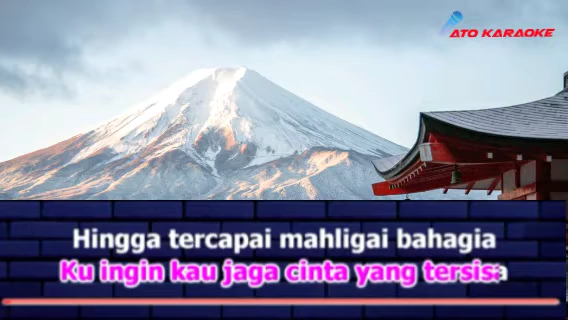 ATO KARAOKE
Hingga tercapai mahligai bahagia
Ku ingin kau jaga cinta yang tersisa